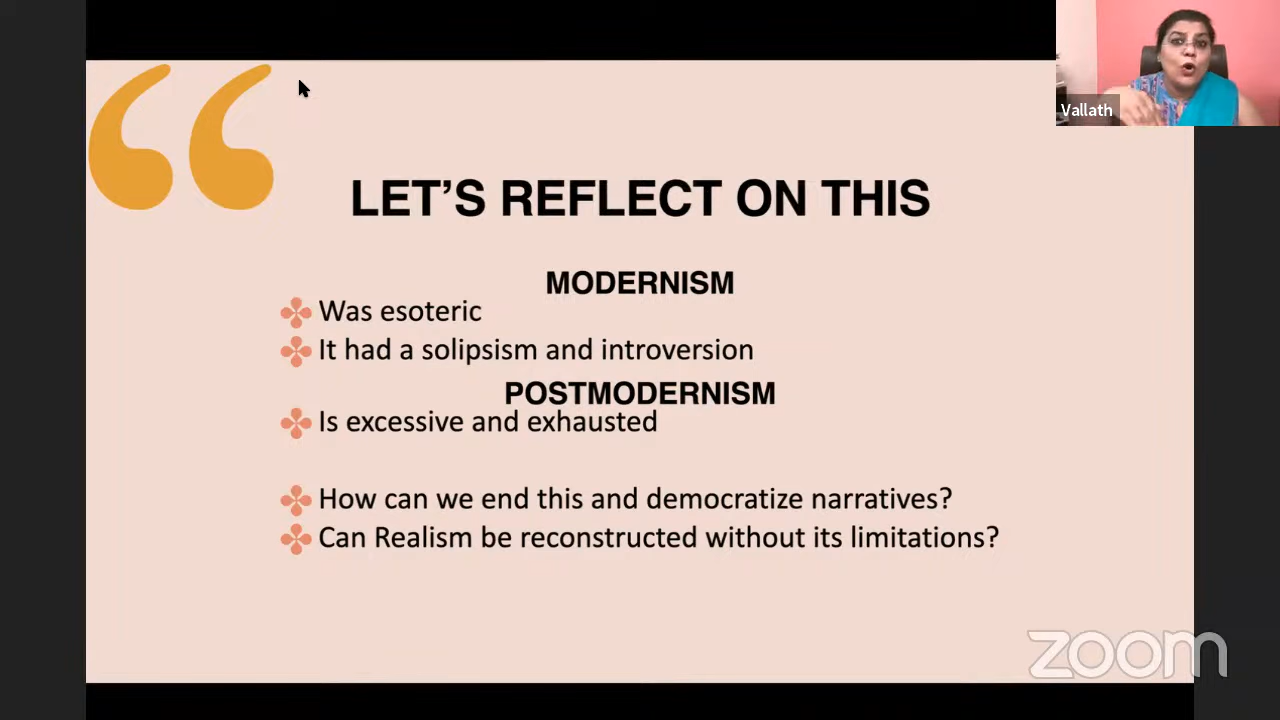 Vallath
LET’S REFLECT ON THIS
MODERNISM
Was esoteric
It had a solipsism and introversion
POSTMODERNISM
Is excessive and exhausted
How can we end this and democratize narratives?
Can Realism be reconstructed without its limitations?
zoom